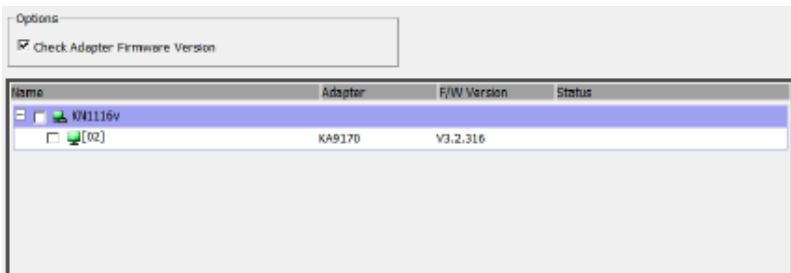 Options
Check Adapter Firmware Version
Name Adapter F/W Version Status
KN1116v
[02] KA9170 V3.2.316